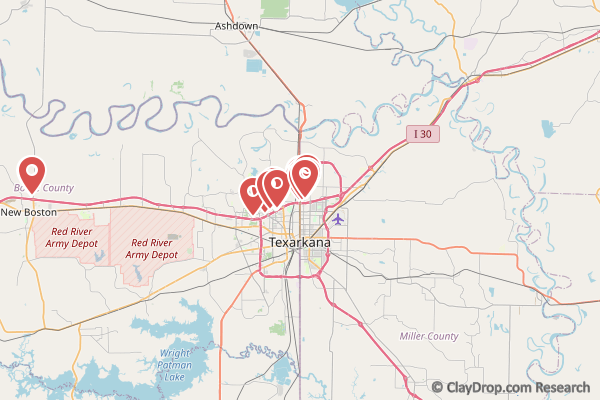 Ashdown
I 30
Bo County
New Boston
Red River
Army Depot
Red River
Army Depot
Texarkana
Wright
Patman
Lake
Miller County
© ClayDrop.com Research